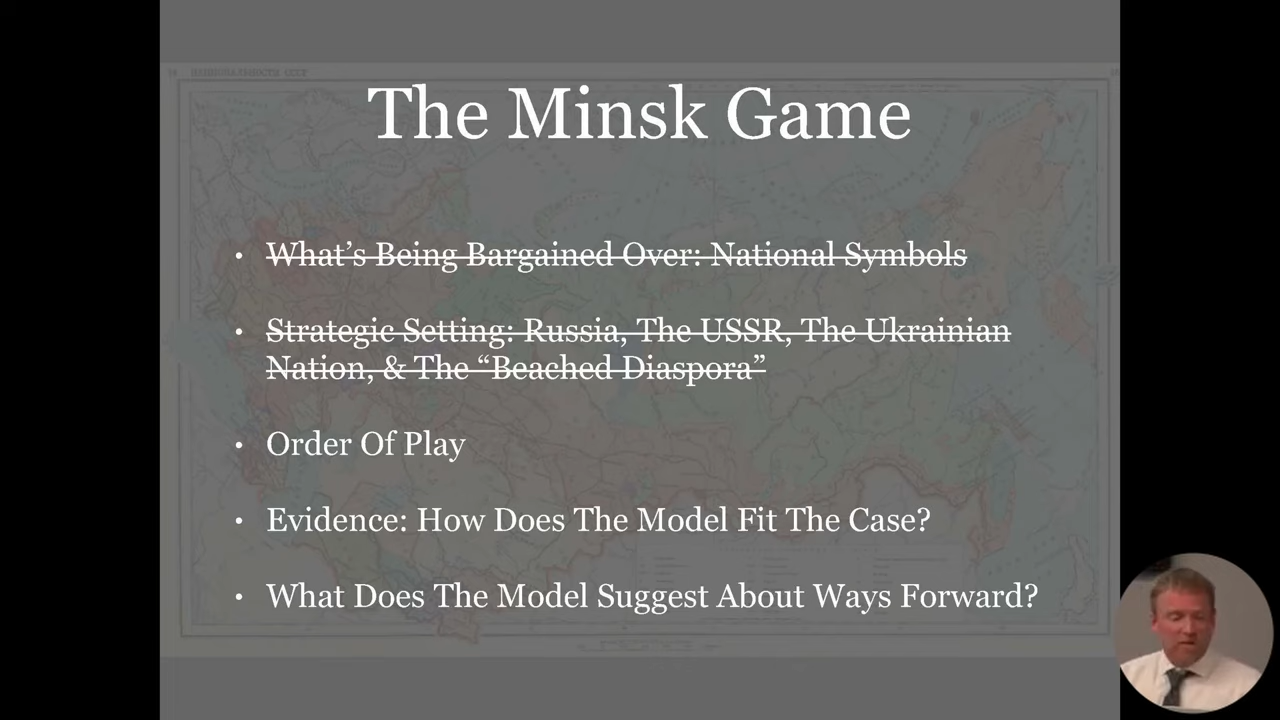 The Minsk Game
• What’s Being Bargained Over: National Symbols
• Strategic Setting: Russia, The USSR, The Ukrainian
Nation, & The “Beached Diaspora”
• Order Of Play
• Evidence: How Does The Model Fit The Case?
• What Does The Model Suggest About Ways Forward?